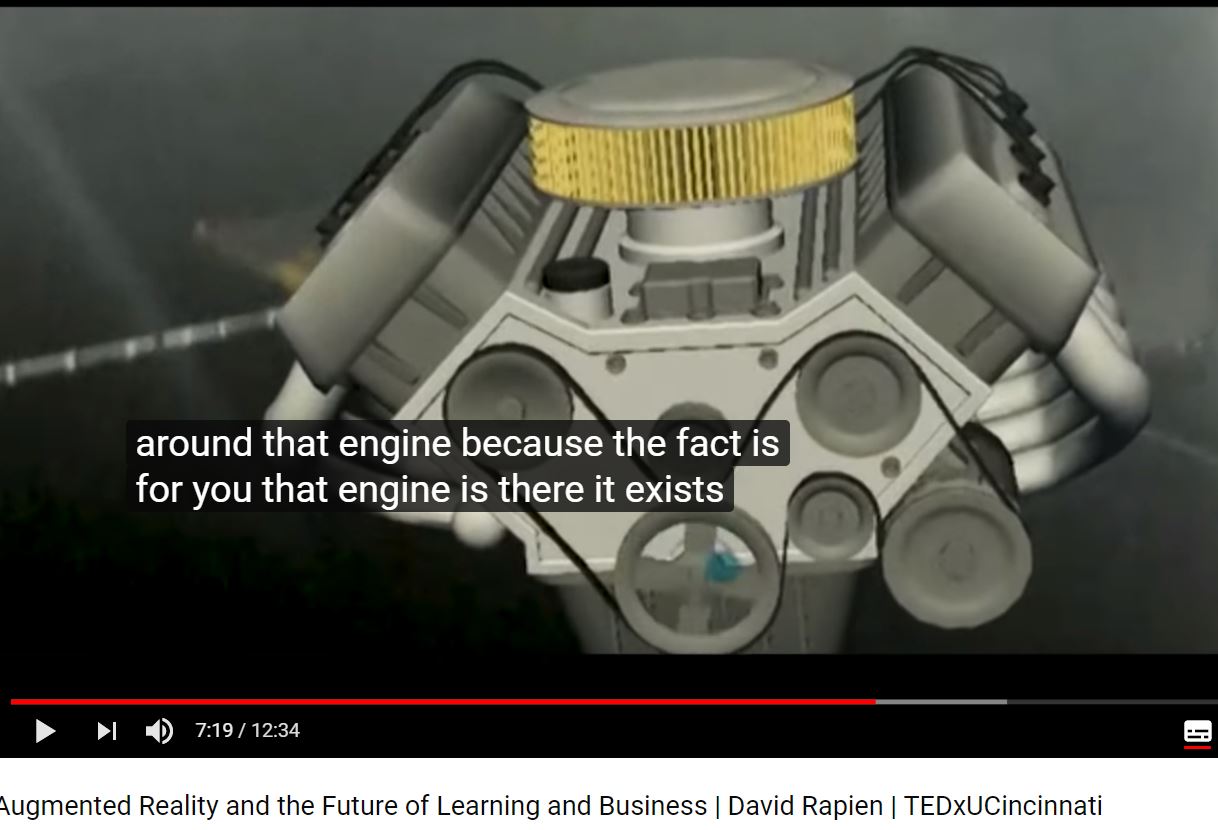 around that engine because the fact is
for you that engine is there it exists
7:19 / 12:34
Augmented Reality and the Future of Learning and Business | David Rapien | TEDxUCincinnati